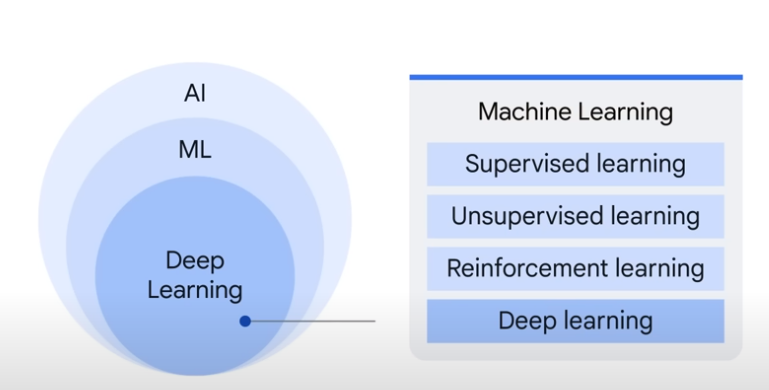 AI
ML
Deep
Learning
Machine Learning
Supervised learning
Unsupervised learning
Reinforcement learning
Deep learning